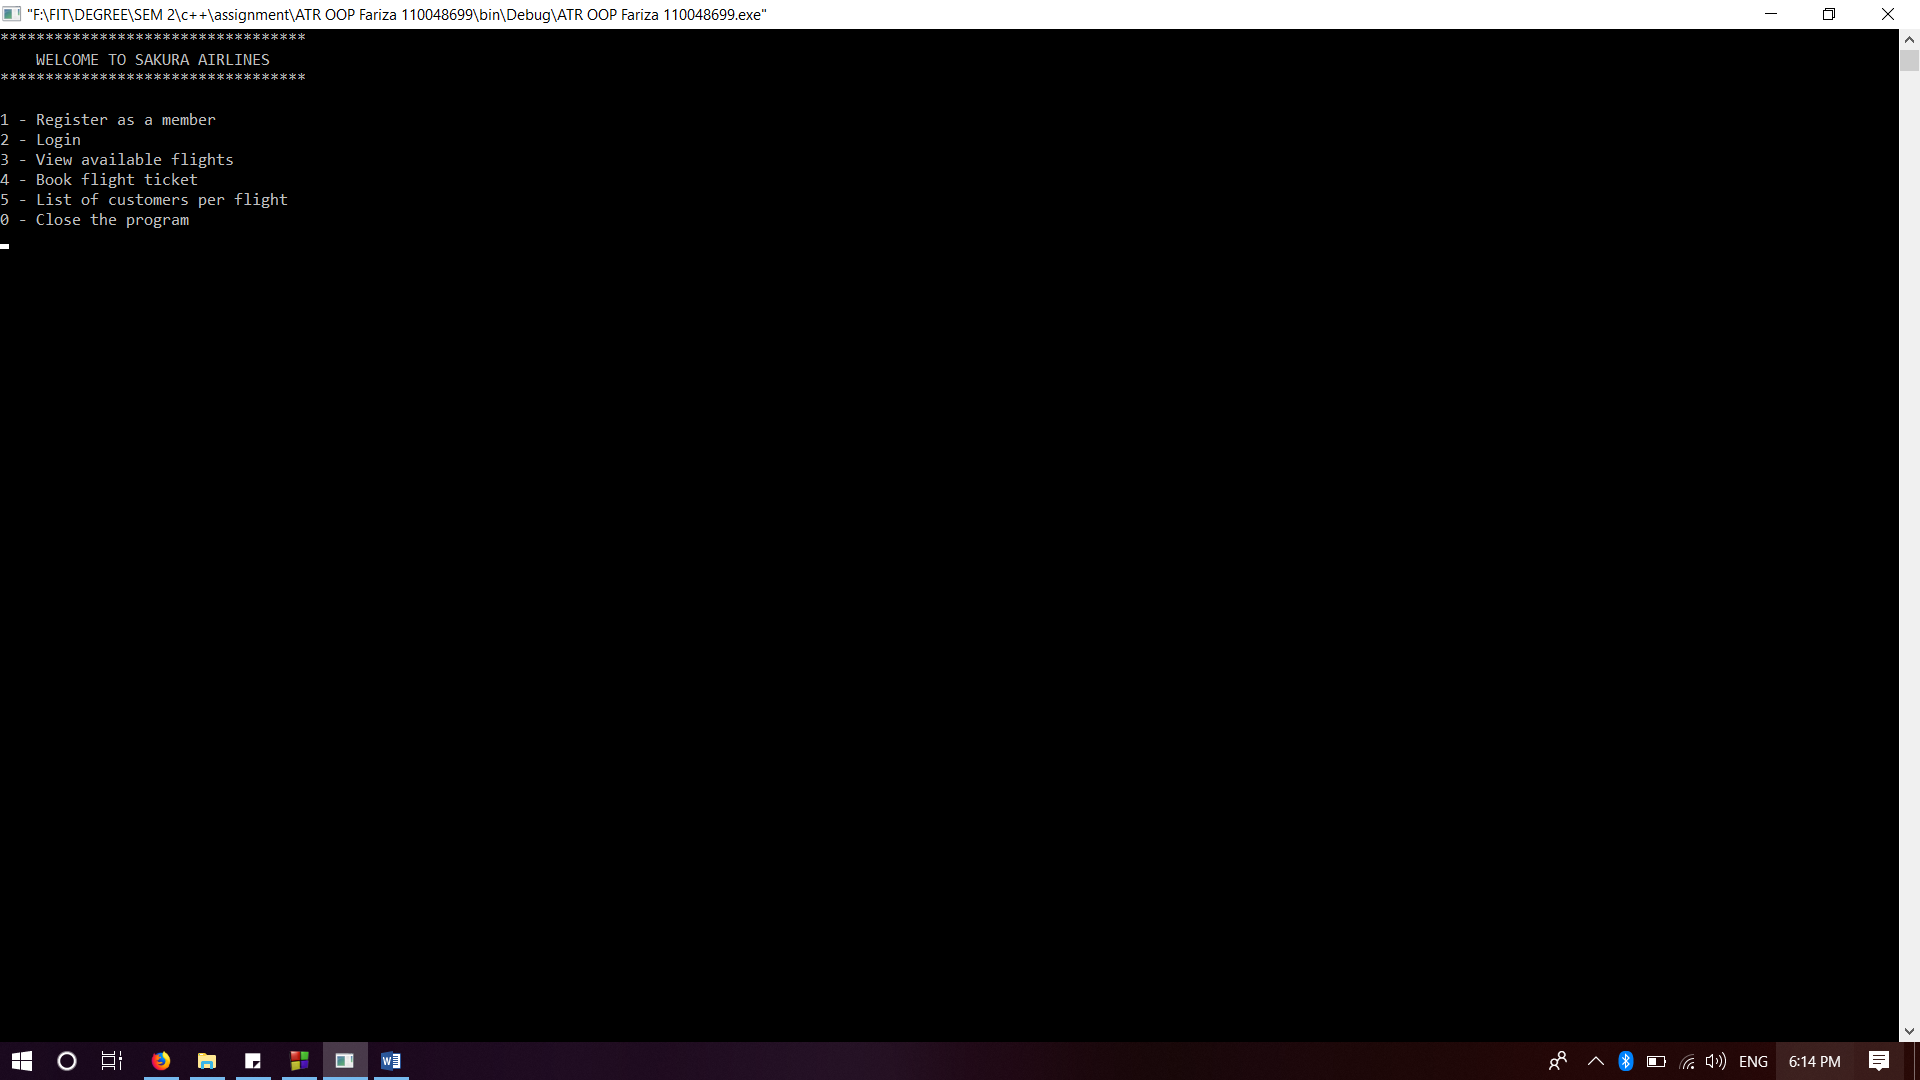 "F:\FIT\DEGREE\SEM 2\c++\assignment\ATR OOP Fariza 110048699\bin\Debug\ATR OOP Fariza 110048699.exe"
**********************************
WELCOME TO SAKURA AIRLINES
**********************************
1 - Register as a member
2 - Login
3 - View available flights
4 - Book flight ticket
5 - List of customers per flight
0 - Close the program
ENG
6:14 PM